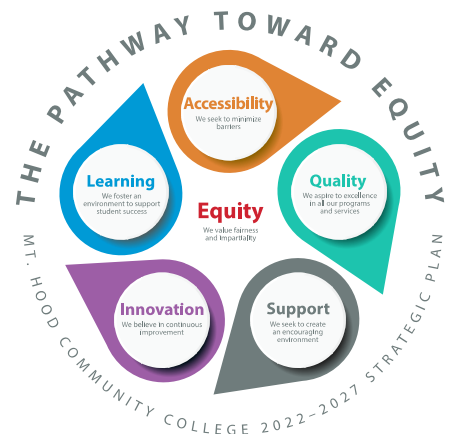 THE PATHWAY TOWARD EQUITY
Accessibility
We seek to minimize
barriers
Learning
We foster an
environment to support
student success
Quality
We aspire to excellence
in all our programs
and services
Equity
We value fairness
and impartiality
Innovation
We believe in continuous
improvement
Support
We seek to create
an encouraging
environment
MT. HOOD COMMUNITY COLLEGE 2022–2027 STRATEGIC PLAN